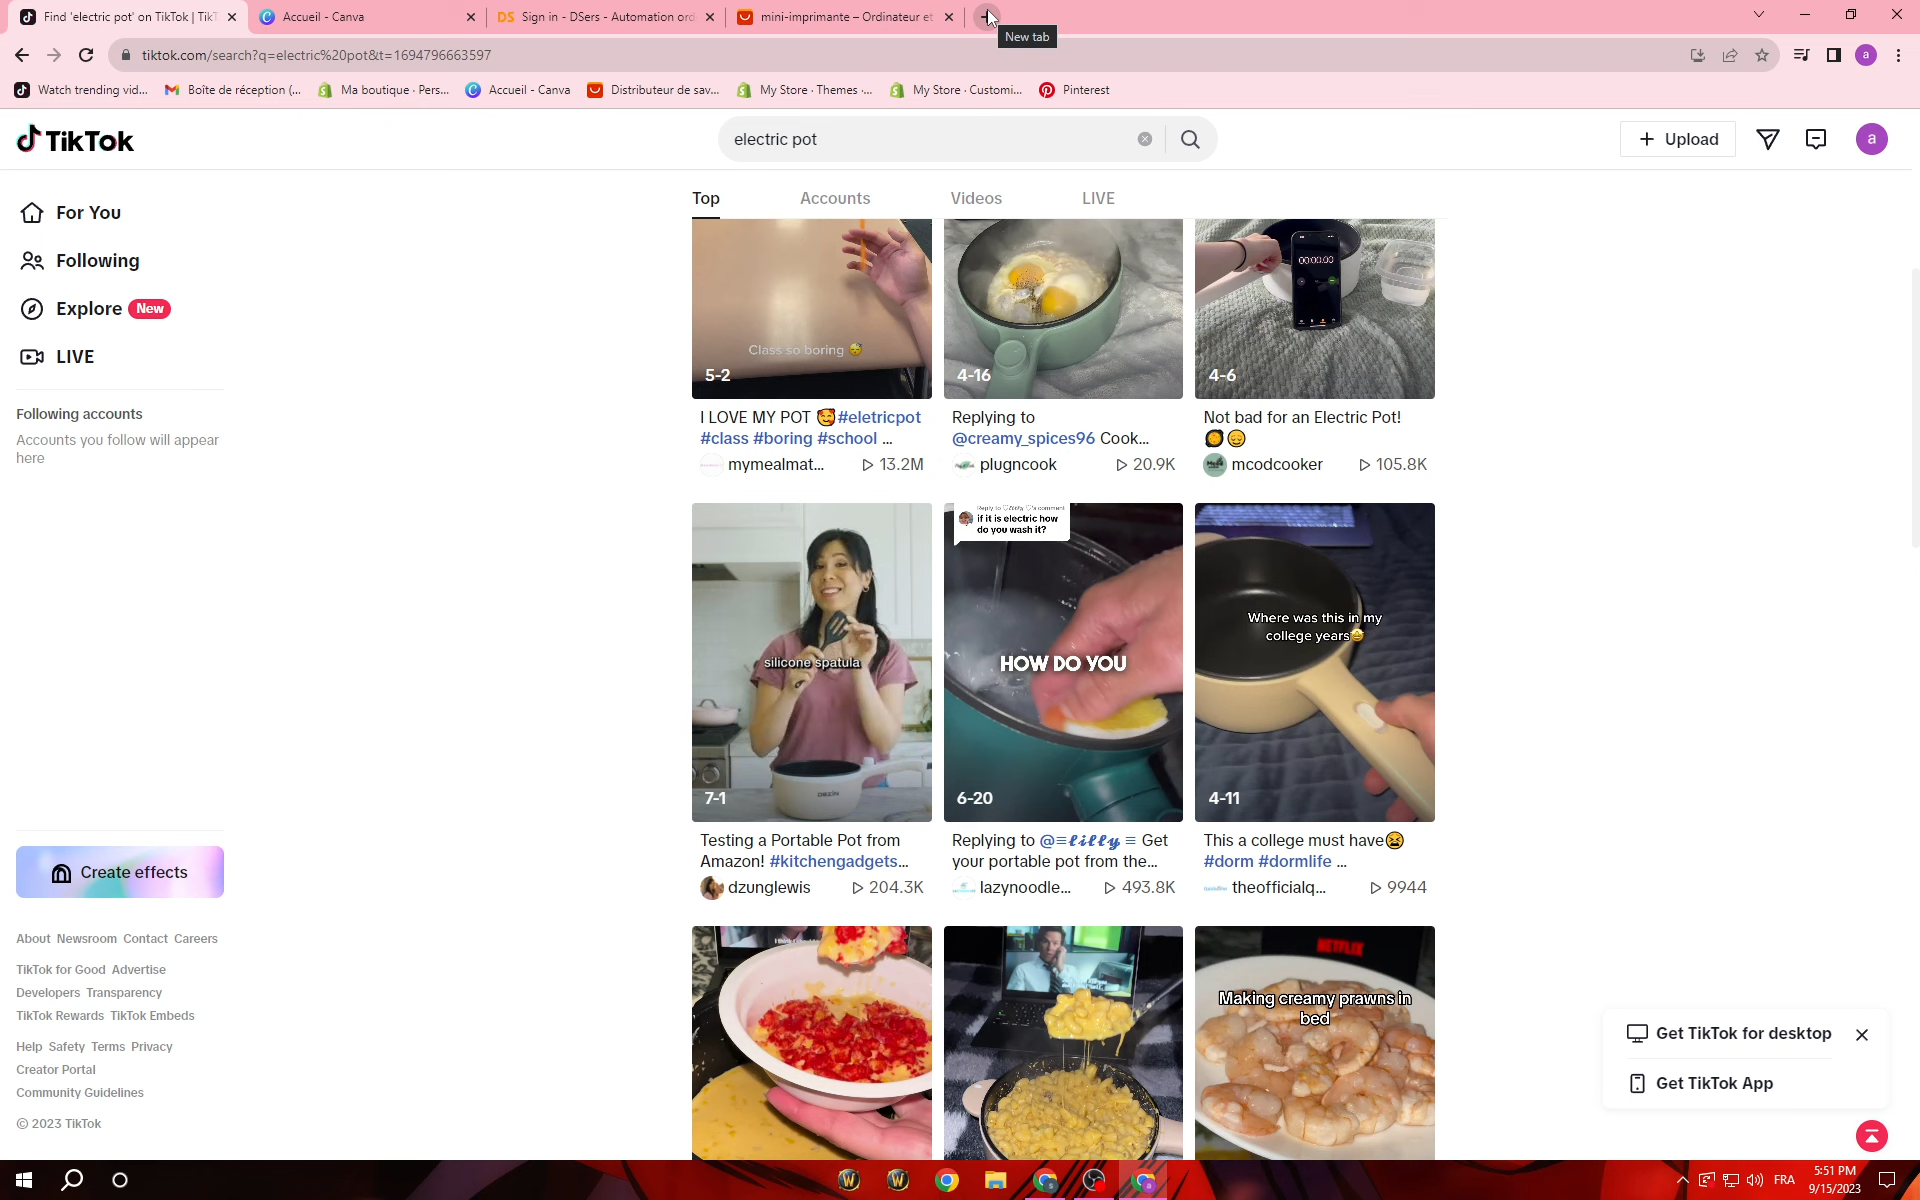 Find 'electric pot' on TikTok | TikT
Accueil - Canva
DS Sign in - DSers - Automation ord
mini-imprimante – Ordinateur et
New tab
tiktok.com/search?q=electric%20pot&t=1694796663597
a
Watch trending vid...
Boîte de réception (...
Ma boutique · Pers...
Accueil - Canva
Distributeur de sav...
My Store · Themes ·...
My Store · Customi...
Pinterest
TikTok
electric pot
Upload
a
For You
Following
Explore New
LIVE
Following accounts
Accounts you follow will appear
here
Create effects
About Newsroom Contact Careers
TikTok for Good Advertise
Developers Transparency
TikTok Rewards TikTok Embeds
Help Safety Terms Privacy
Creator Portal
Community Guidelines
© 2023 TikTok
Top Accounts Videos LIVE
Class so boring 😴
5-2
I LOVE MY POT 🥰#eletricpot
#class #boring #school ...
mymealmat... 13.2M
4-16
Replying to
@creamy_spices96 Cook...
plugncook 20.9K
00:00.00
4-6
Not bad for an Electric Pot!
🥘😌
mcodcooker 105.8K
silicone spatula
DEZIN
7-1
Testing a Portable Pot from
Amazon! #kitchengadgets...
dzunglewis 204.3K
if it is electric how
do you wash it?
HOW DO YOU
6-20
Replying to @≡𝓵𝓲𝓵𝓵𝔂 ≡ Get
your portable pot from the...
lazynoodle... 493.8K
Where was this in my
college years🤩
4-11
This a college must have😫
#dorm #dormlife ...
theofficialq... 9944
NETFLIX
Making creamy prawns in
bed
Get TikTok for desktop
Get TikTok App
FRA
5:51 PM
9/15/2023